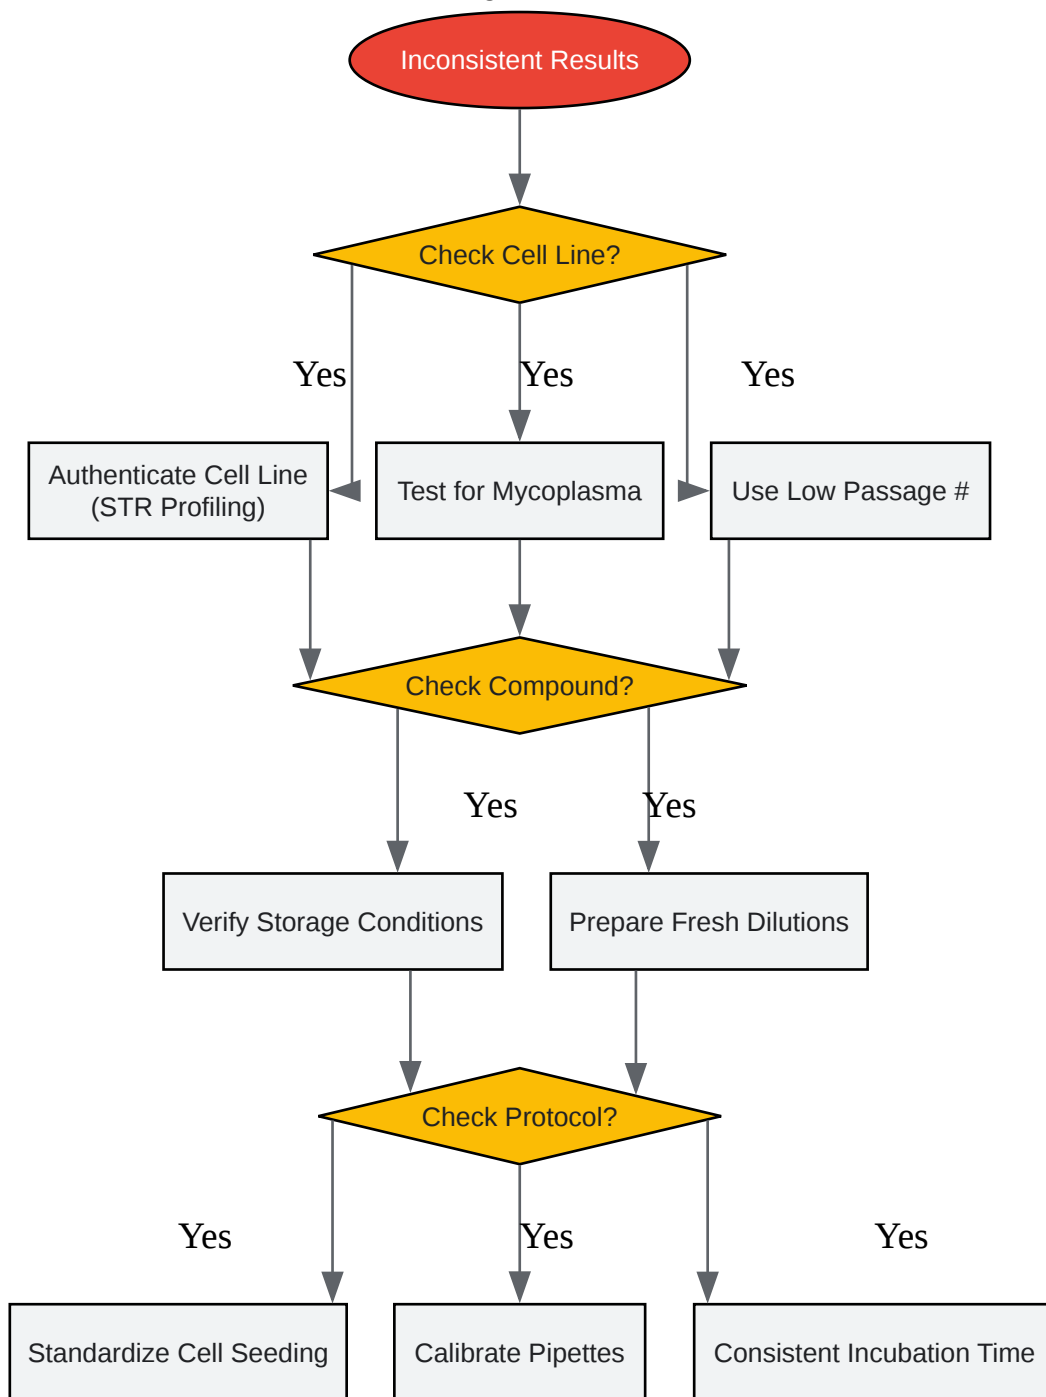 Inconsistent Results
Check Cell Line?
Yes
Yes
Yes
Authenticate Cell Line
(STR Profiling)
Test for Mycoplasma
Use Low Passage #
Check Compound?
Yes
Yes
Verify Storage Conditions
Prepare Fresh Dilutions
Check Protocol?
Yes
Yes
Yes
Standardize Cell Seeding
Calibrate Pipettes
Consistent Incubation Time